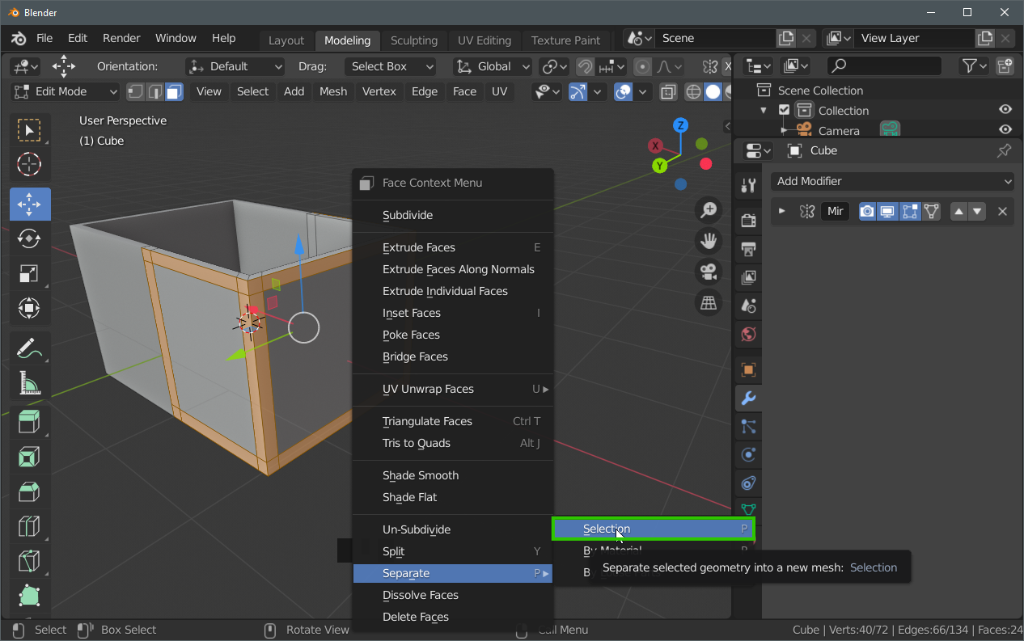 Blender
File Edit Render Window Help Layout Modeling Sculpting UV Editing Texture Paint Scene View Layer
Orientation: Default Drag: Select Box Global
Edit Mode View Select Add Mesh Vertex Edge Face UV
Scene Collection
Collection
Camera
User Perspective
(1) Cube
Z
X
Y
Cube
Add Modifier
Mir
Face Context Menu
Subdivide
Extrude Faces E
Extrude Faces Along Normals
Extrude Individual Faces
Inset Faces I
Poke Faces
Bridge Faces
UV Unwrap Faces U
Triangulate Faces Ctrl T
Tris to Quads Alt J
Shade Smooth
Shade Flat
Un-Subdivide
Split Y
Separate P
Dissolve Faces
Delete Faces
Selection P
By Material P
B
Separate selected geometry into a new mesh: Selection
Select Box Select Rotate View Call Menu Cube | Verts:40/72 | Edges:66/134 | Faces:24